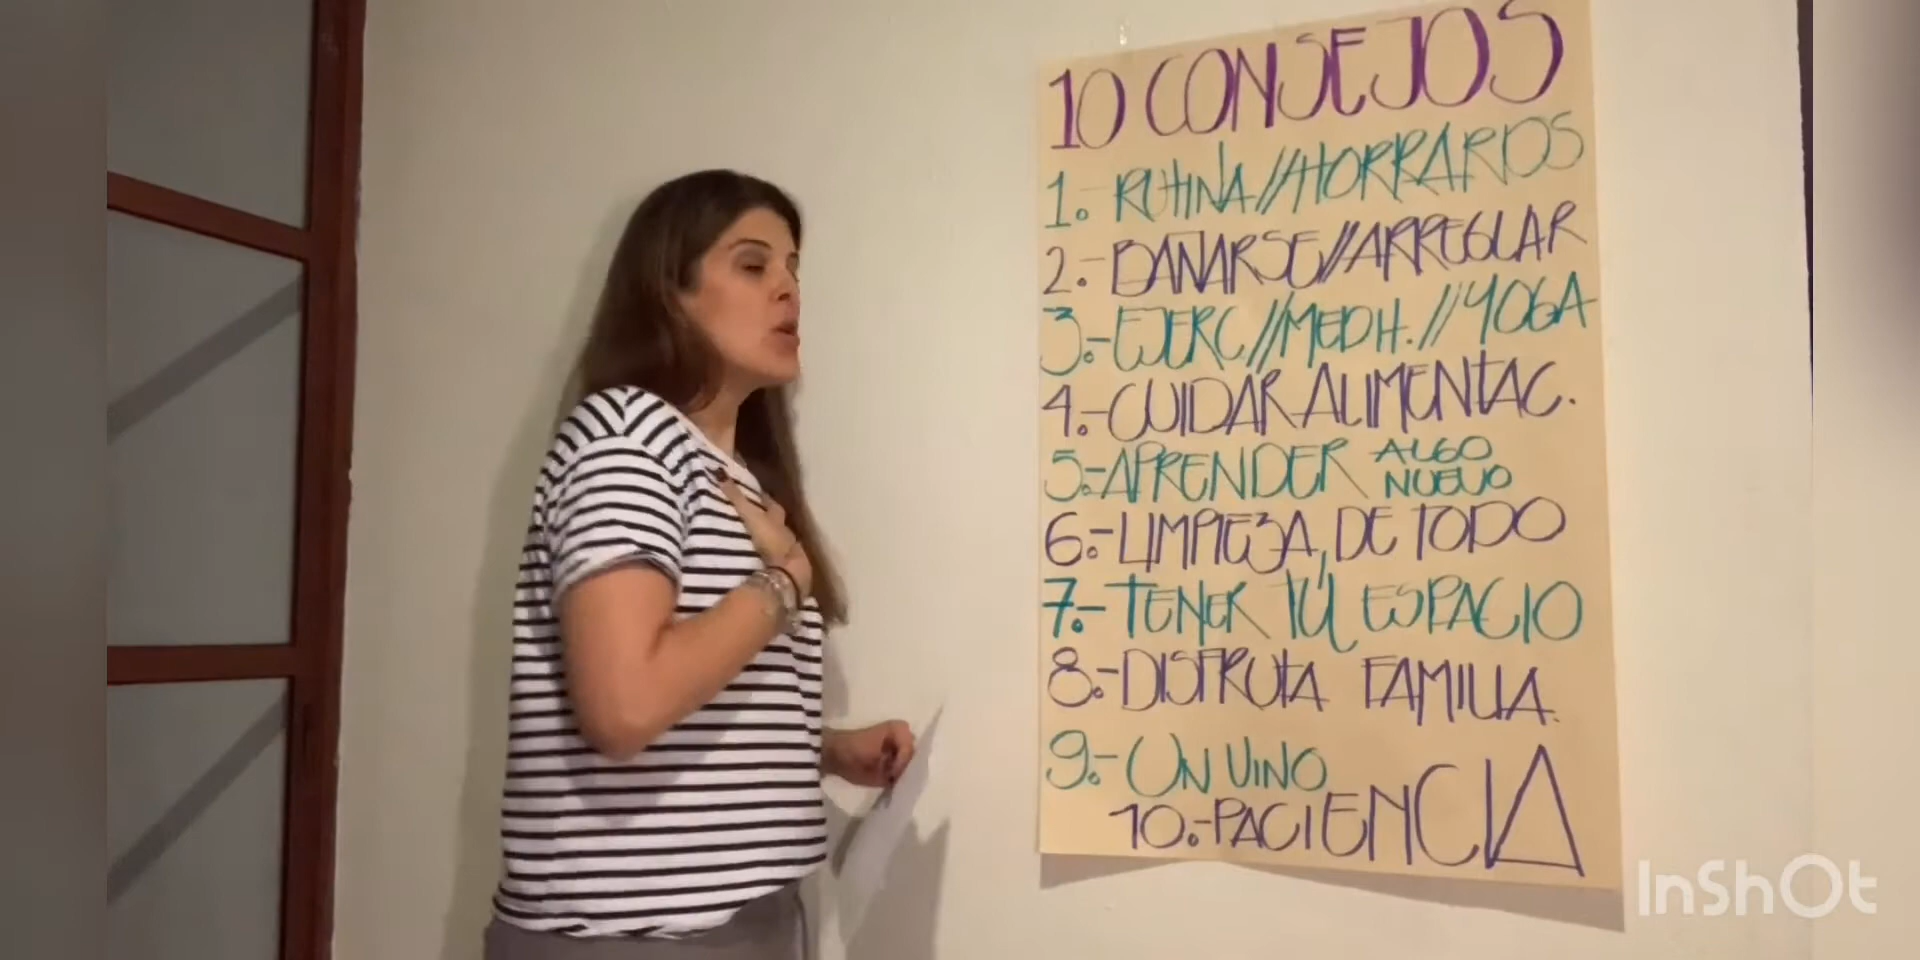 10 CONSEJOS
1.- RUTINA//HORRARIOS
2.- BAÑARSE//ARREGLAR
3.- EJERC//MEDIT.//YOGA
4.- CUIDAR ALIMENTAC.
5.- APRENDER ALGO NUEVO
6.- LIMPIEZA, DE TODO
7.- TENER TÚ ESPACIO
8.- DISFRUTA FAMILIA.
9.- UN VINO
10.- PACIENCIA
InShOt